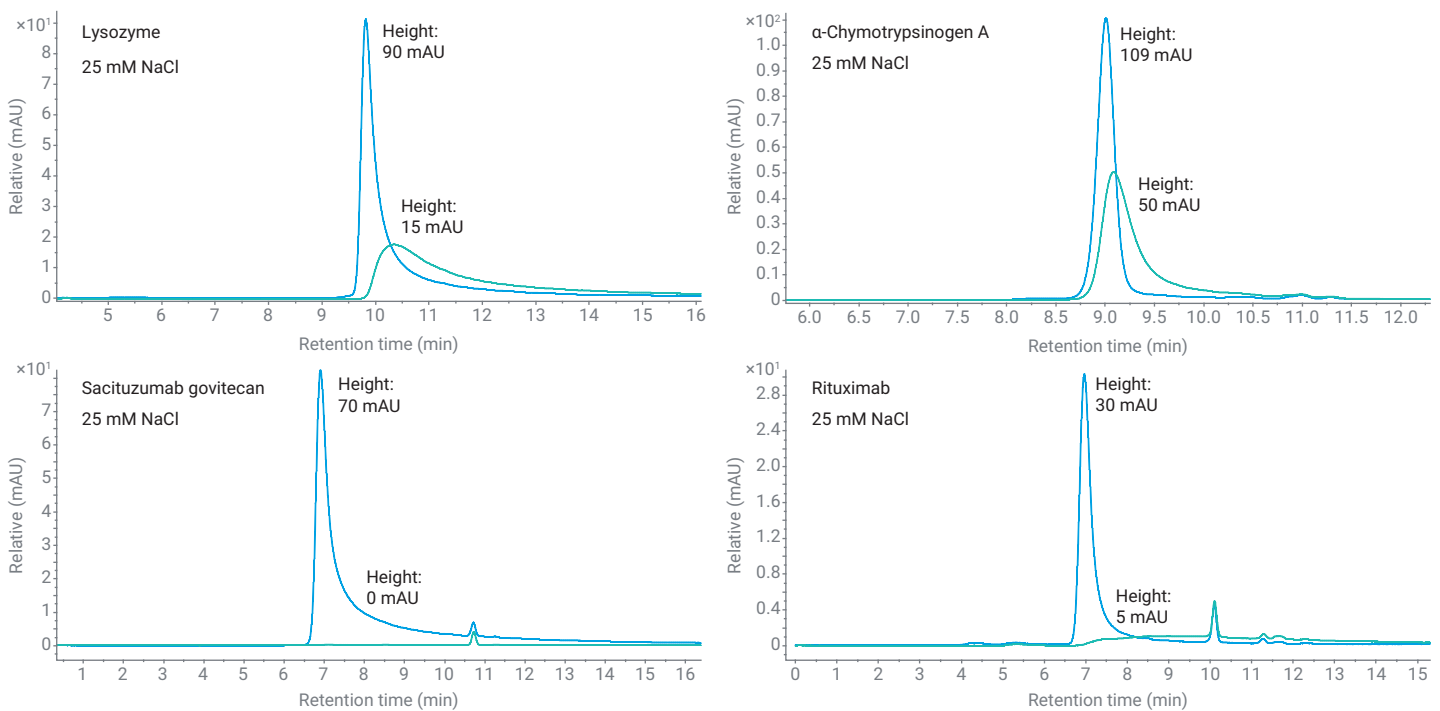 ×10¹
Lysozyme
25 mM NaCl
Height:
90 mAU
Height:
15 mAU
8
7
6
5
4
3
2
1
0
Relative (mAU)
5 6 7 8 9 10 11 12 13 14 15 16
Retention time (min)
×10²
α-Chymotrypsinogen A
25 mM NaCl
Height:
109 mAU
Height:
50 mAU
1.0
0.9
0.8
0.7
0.6
0.5
0.4
0.3
0.2
0.1
0
Relative (mAU)
6.0 6.5 7.0 7.5 8.0 8.5 9.0 9.5 10.0 10.5 11.0 11.5 12.0
Retention time (min)
×10¹
Sacituzumab govitecan
25 mM NaCl
Height:
70 mAU
Height:
0 mAU
7
6
5
4
3
2
1
0
Relative (mAU)
1 2 3 4 5 6 7 8 9 10 11 12 13 14 15 16
Retention time (min)
×10¹
Rituximab
25 mM NaCl
Height:
30 mAU
Height:
5 mAU
2.8
2.4
2.0
1.6
1.2
0.8
0.4
0
Relative (mAU)
0 1 2 3 4 5 6 7 8 9 10 11 12 13 14 15
Retention time (min)